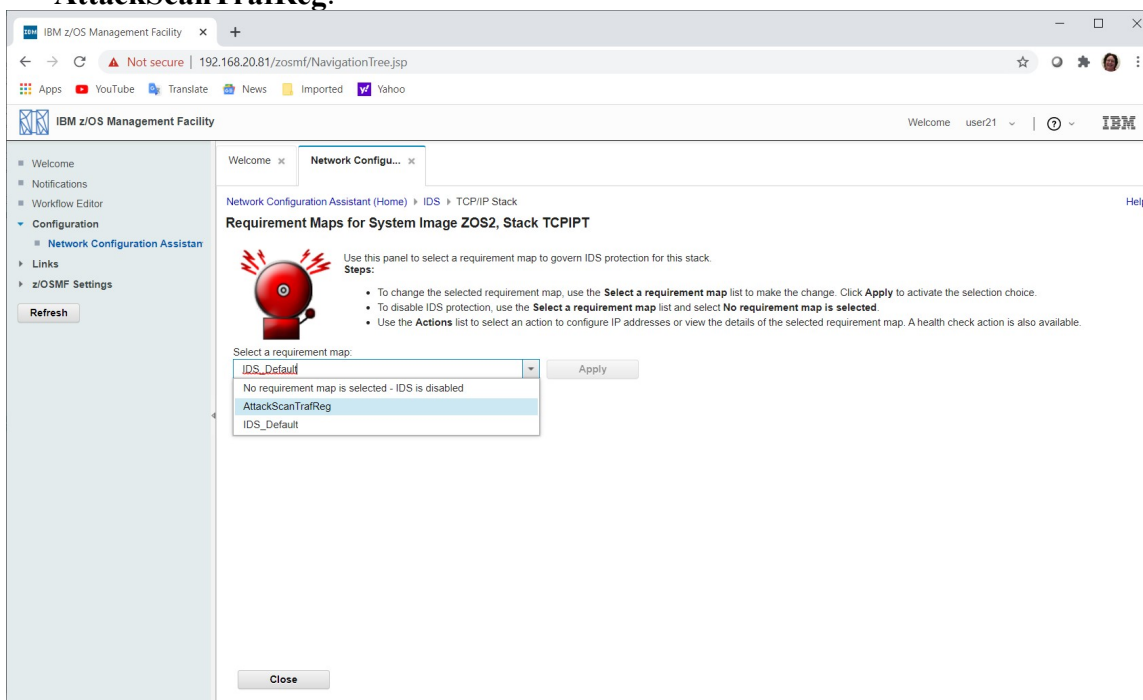 AttackScanTrafReg.
IBM IBM z/OS Management Facility
Not secure | 192.168.20.81/zosmf/NavigationTree.jsp
Apps YouTube Translate News Imported Yahoo
IBM z/OS Management Facility Welcome user21 IBM
Welcome
Notifications
Workflow Editor
Configuration
Network Configuration Assistan
Links
z/OSMF Settings
Refresh
Welcome Network Configu...
Network Configuration Assistant (Home) IDS TCP/IP Stack Help
Requirement Maps for System Image ZOS2, Stack TCPIPT
Use this panel to select a requirement map to govern IDS protection for this stack.
Steps:
• To change the selected requirement map, use the Select a requirement map list to make the change. Click Apply to activate the selection choice.
• To disable IDS protection, use the Select a requirement map list and select No requirement map is selected.
• Use the Actions list to select an action to configure IP addresses or view the details of the selected requirement map. A health check action is also available.
Select a requirement map:
IDS_Default Apply
No requirement map is selected - IDS is disabled
AttackScanTrafReg
IDS_Default
Close